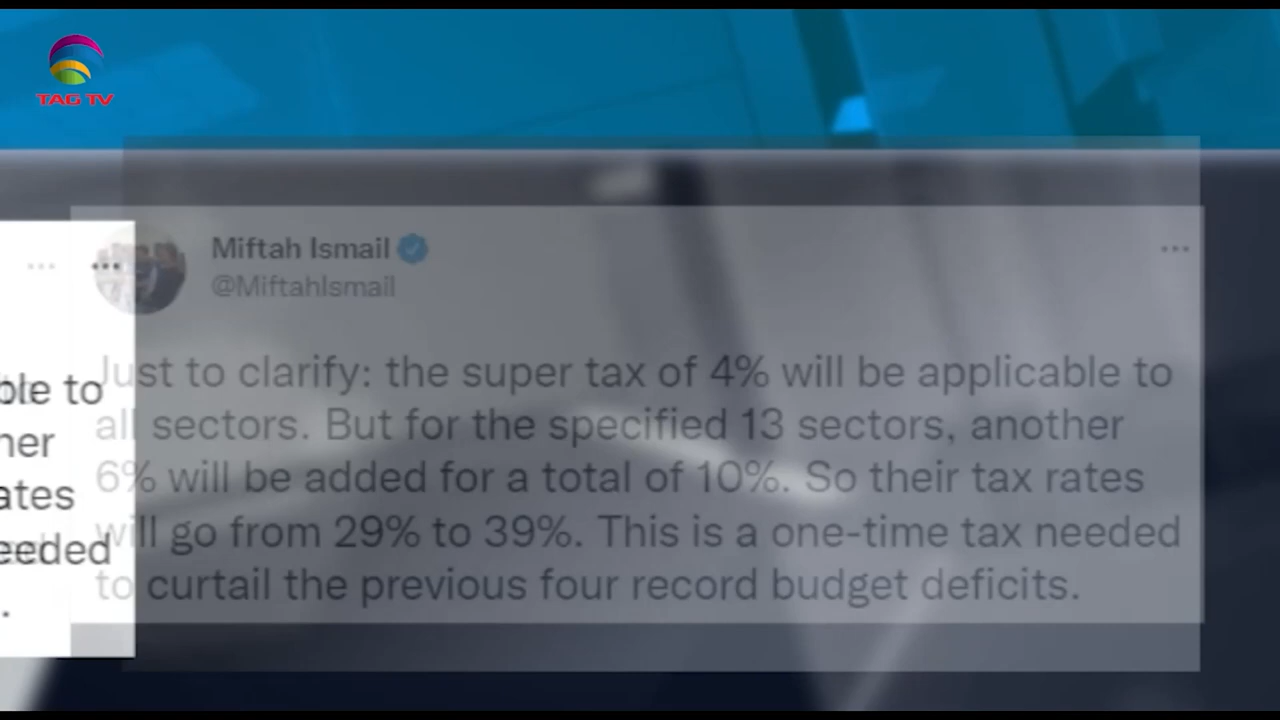 TAG TV
Miftah Ismail
@MiftahIsmail
Just to clarify: the super tax of 4% will be applicable to
all sectors. But for the specified 13 sectors, another
6% will be added for a total of 10%. So their tax rates
will go from 29% to 39%. This is a one-time tax needed
to curtail the previous four record budget deficits.
ble to
her
ates
eeded
.